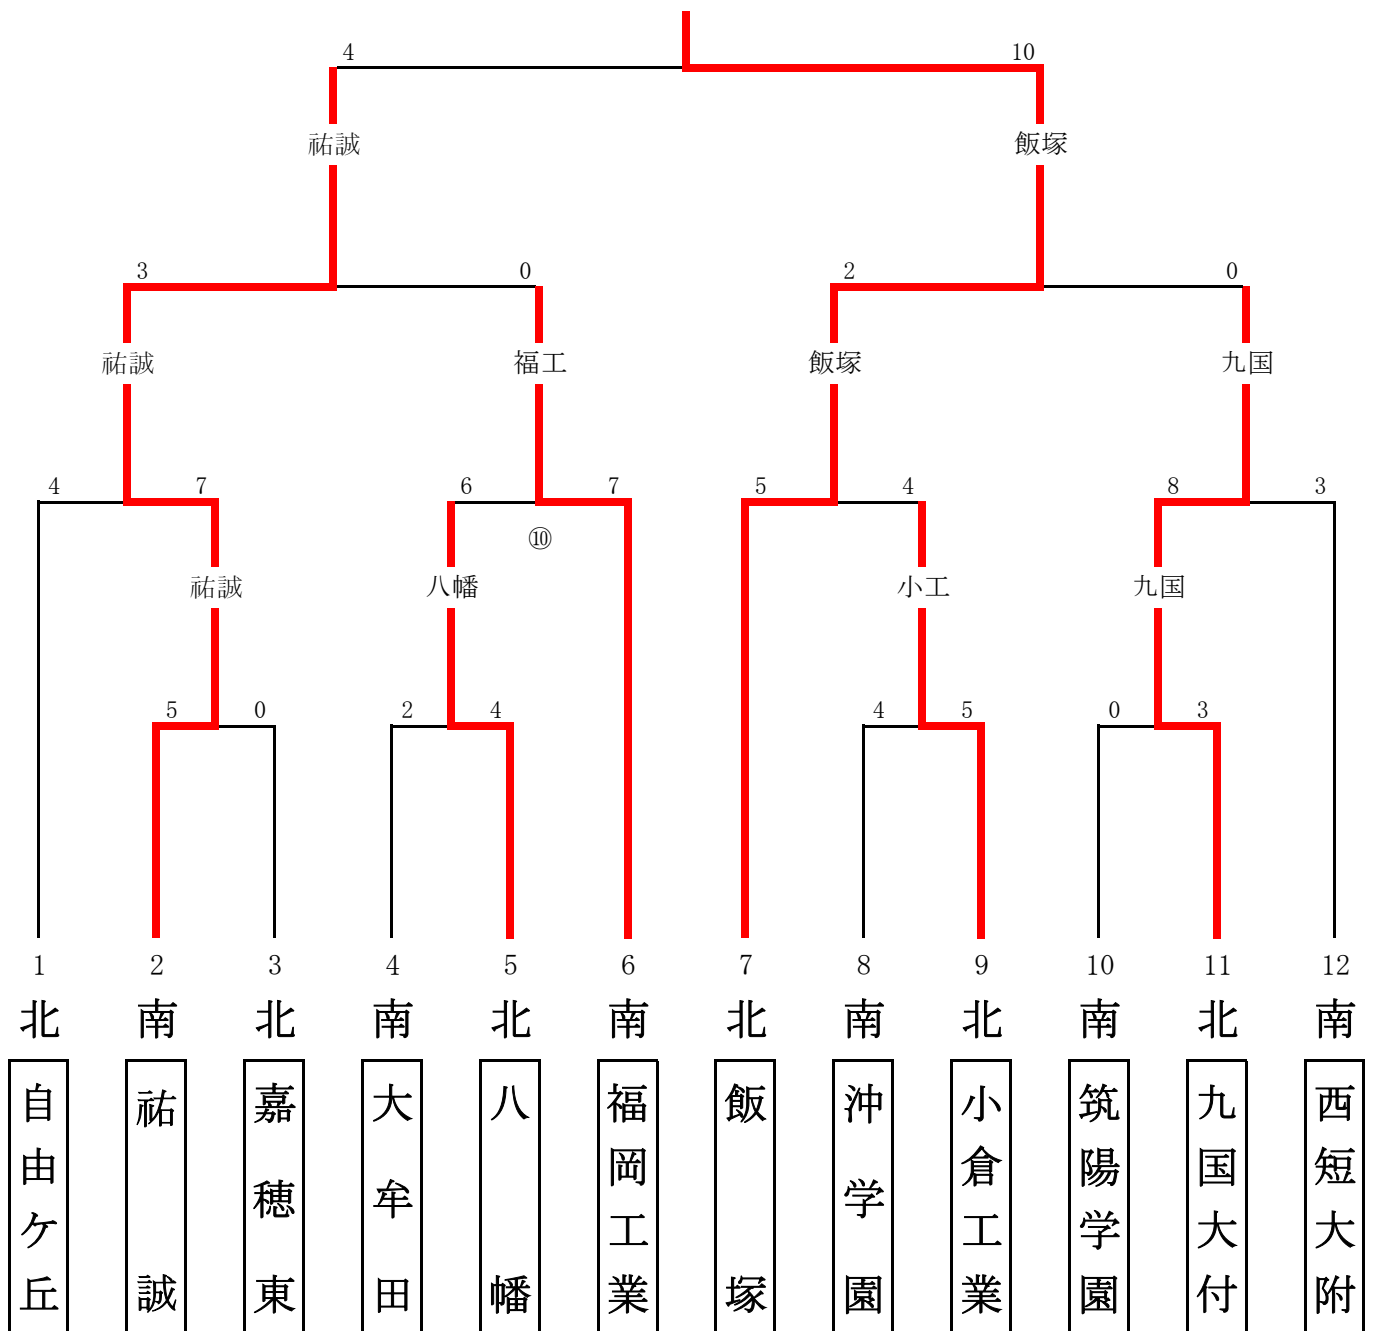 4 10
祐誠 飯塚
3 0 2 0
祐誠 福工 飯塚 九国
4 7 6 7 5 4 8 3
⑩
祐誠 八幡 小工 九国
5 0 2 4 4 5 0 3
1 2 3 4 5 6 7 8 9 10 11 12
北 南 北 南 北 南 北 南 北 南 北 南
自由ケ丘
祐誠
嘉穂東
大牟田
八幡
福岡工業
飯塚
沖学園
小倉工業
筑陽学園
九国大付
西短大附